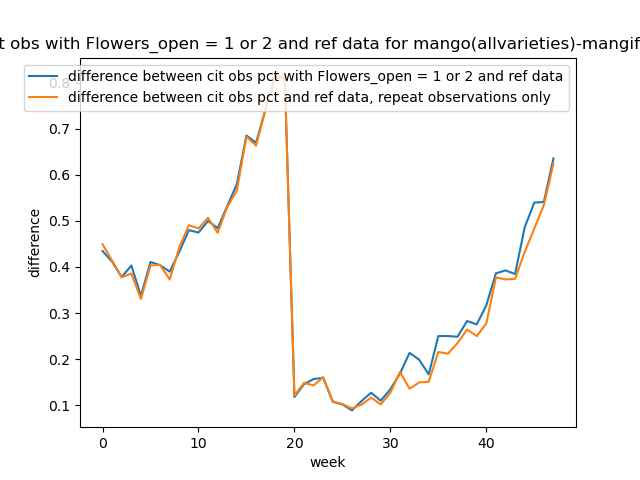 t obs with Flowers_open = 1 or 2 and ref data for mango(allvarieties)-mangif
difference between cit obs pct with Flowers_open = 1 or 2 and ref data
difference between cit obs pct and ref data, repeat observations only
0.8
0.7
0.6
0.5
0.4
0.3
0.2
0.1
difference
0
10
20
30
40
week